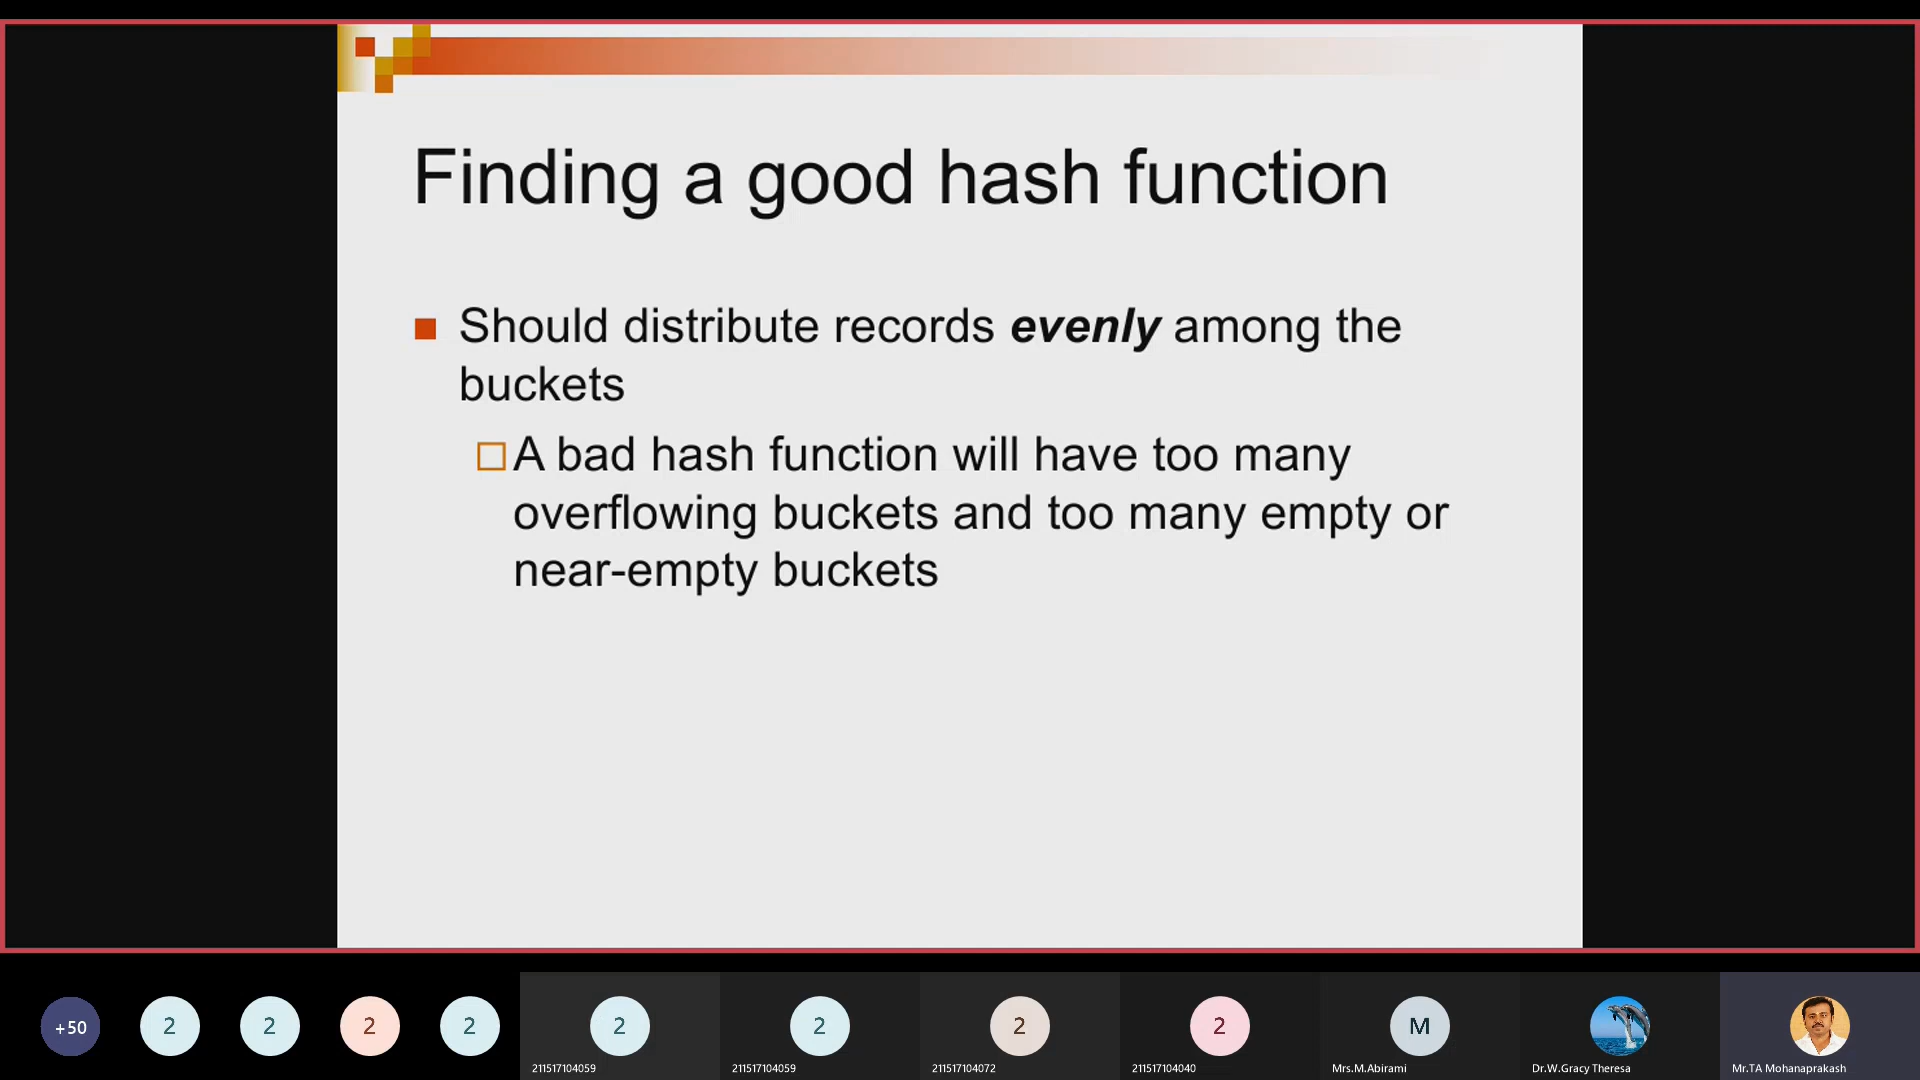 Finding a good hash function
Should distribute records evenly among the
buckets
A bad hash function will have too many
overflowing buckets and too many empty or
near-empty buckets
+50
2
2
2
2
2
2
2
2
M
211517104059
211517104059
211517104072
211517104040
Mrs.M.Abirami
Dr.W.Gracy Theresa
Mr.TA Mohanaprakash